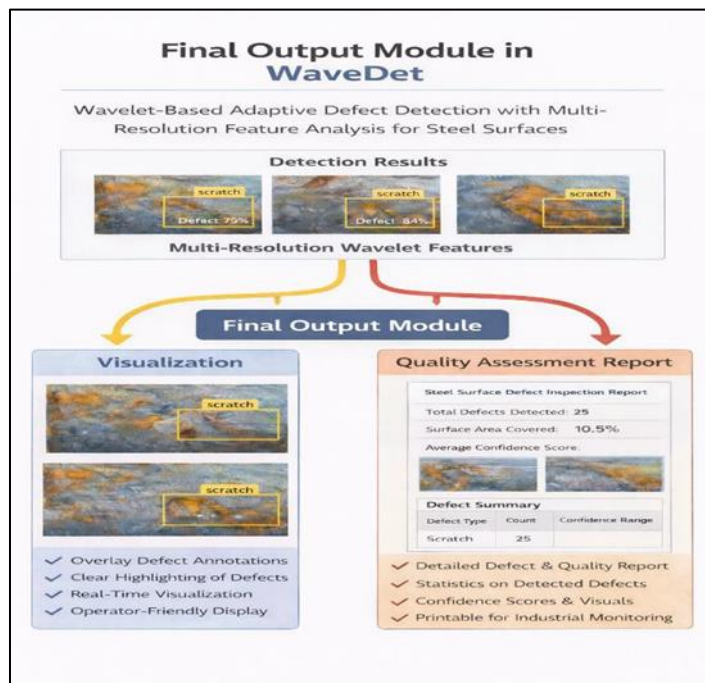 Final Output Module in
WaveDet
Wavelet-Based Adaptive Defect Detection with Multi-
Resolution Feature Analysis for Steel Surfaces
Detection Results
scratch
scratch
scratch
Defect 75%
Defect 84%
Multi-Resolution Wavelet Features
Final Output Module
Visualization
scratch
scratch
✓ Overlay Defect Annotations
✓ Clear Highlighting of Defects
✓ Real-Time Visualization
✓ Operator-Friendly Display
Quality Assessment Report
Steel Surface Defect Inspection Report
Total Defects Detected: 25
Surface Area Covered: 10.5%
Average Confidence Score:
Defect Summary
Defect Type Count Confidence Range
Scratch 25
✓ Detailed Defect & Quality Report
✓ Statistics on Detected Defects
✓ Confidence Scores & Visuals
✓ Printable for Industrial Monitoring